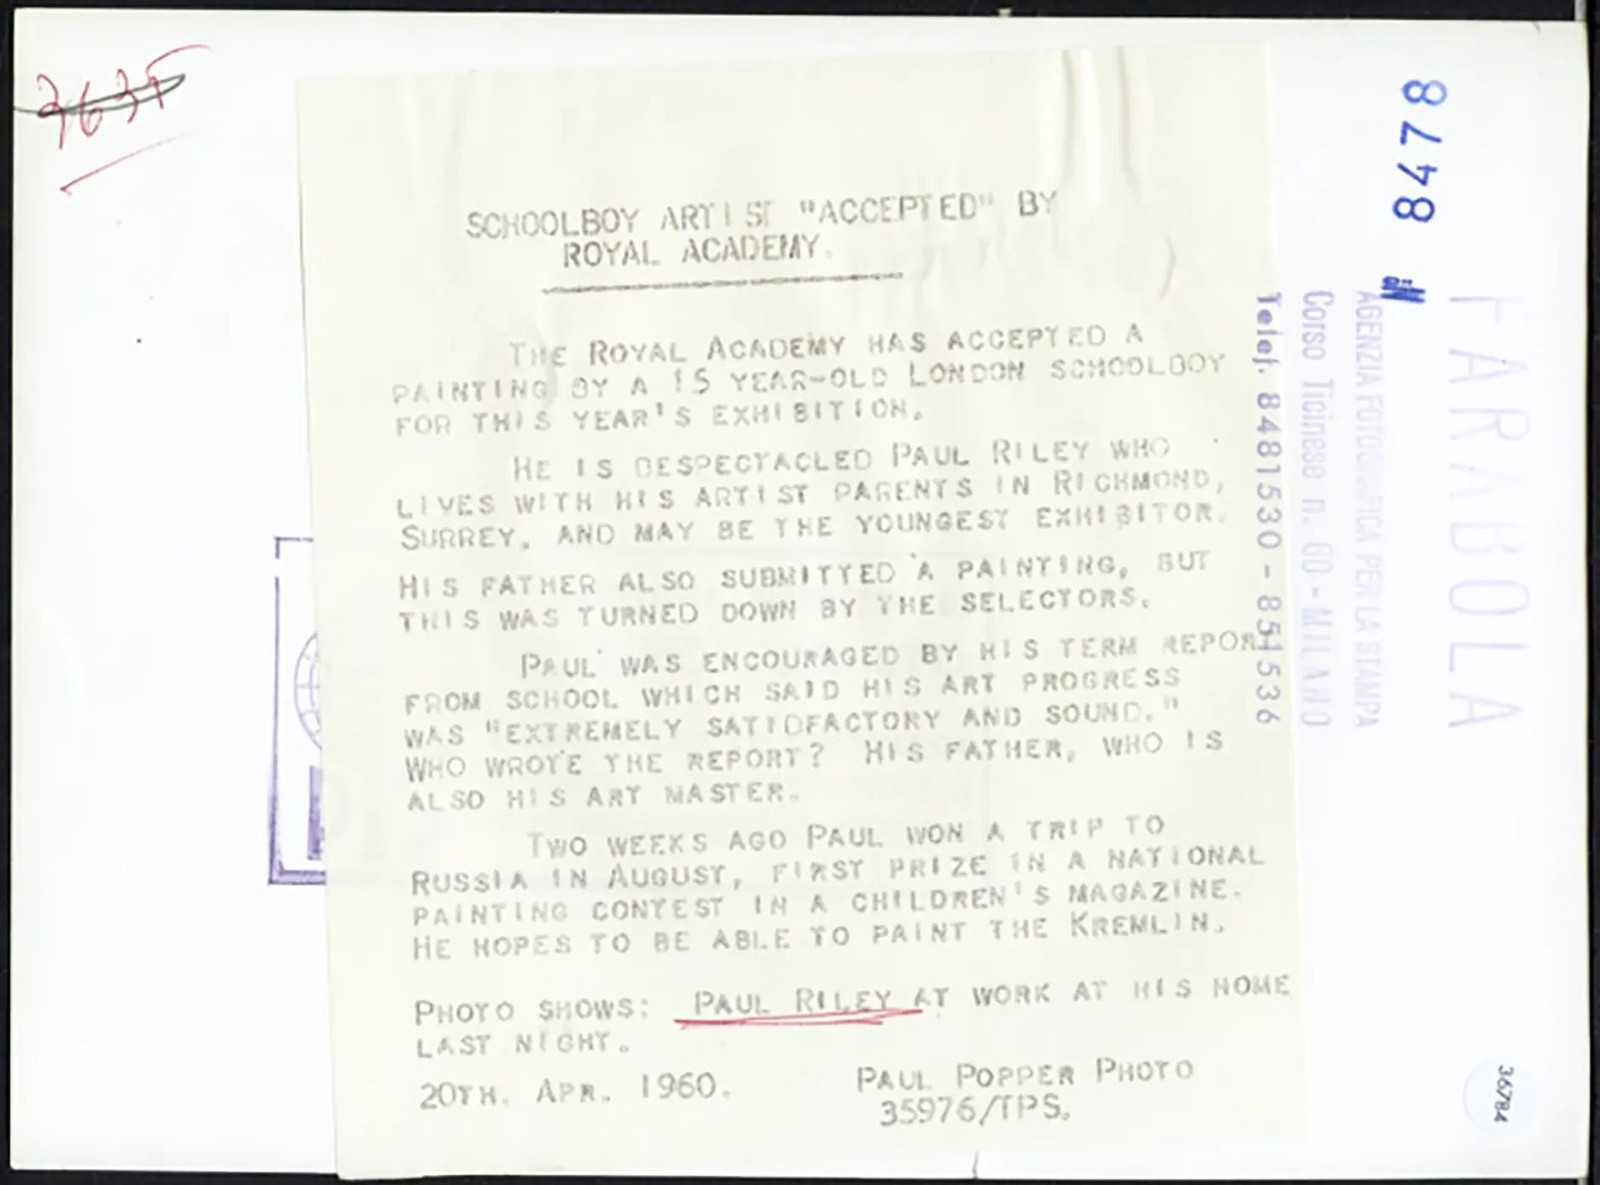 SCHOOLBOY ARTIST "ACCEPTED" BY
ROYAL ACADEMY.
THE ROYAL ACADEMY HAS ACCEPTED A
PAINTING BY A 15 YEAR-OLD LONDON SCHOOLBOY
FOR THIS YEAR'S EXHIBITION.
HE IS BESPECTACLED PAUL RILEY WHO
LIVES WITH HIS ARTIST PARENTS IN RICHMOND,
SURREY, AND MAY BE THE YOUNGEST EXHIBITOR.
HIS FATHER ALSO SUBMITTED A PAINTING, BUT
THIS WAS TURNED DOWN BY THE SELECTORS.
PAUL WAS ENCOURAGED BY HIS TERM REPORT
FROM SCHOOL WHICH SAID HIS ART PROGRESS
WAS "EXTREMELY SATIDFACTORY AND SOUND."
WHO WROTE THE REPORT? HIS FATHER, WHO IS
ALSO HIS ART MASTER.
TWO WEEKS AGO PAUL WON A TRIP TO
RUSSIA IN AUGUST, FIRST PRIZE IN A NATIONAL
PAINTING CONTEST IN A CHILDREN'S MAGAZINE.
HE HOPES TO BE ABLE TO PAINT THE KREMLIN.
PHOTO SHOWS: PAUL RILEY AT WORK AT HIS HOME
LAST NIGHT.
20TH. APR. 1960. PAUL POPPER PHOTO
35976/TPS.
FARABOLA
AGENZIA FOTOGRAFICA PER LA STAMPA
Corso Ticinese n. 60 - MILANO
Telef. 8481530 - 851536
№ 8478
36784